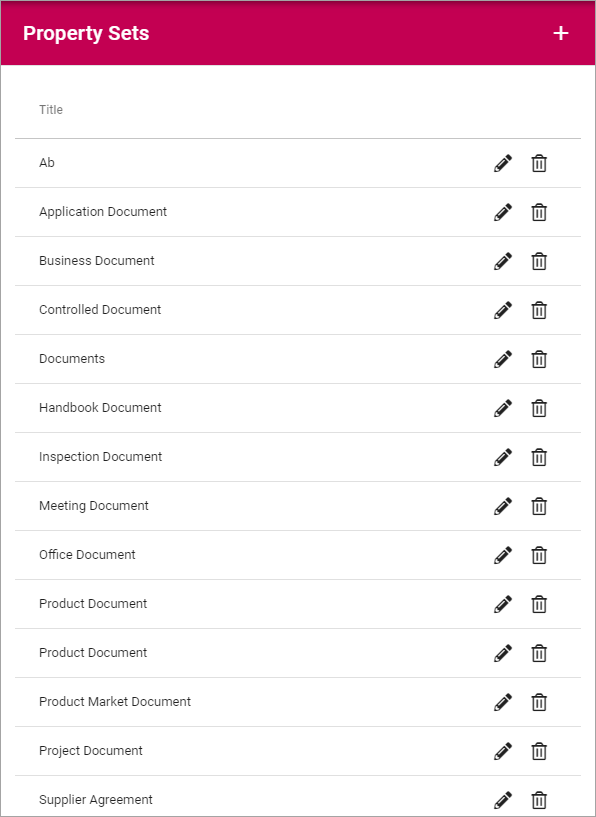 Property Sets
Title
Ab
Application Document
Business Document
Controlled Document
Documents
Handbook Document
Inspection Document
Meeting Document
Office Document
Product Document
Product Document
Product Market Document
Project Document
Supplier Agreement